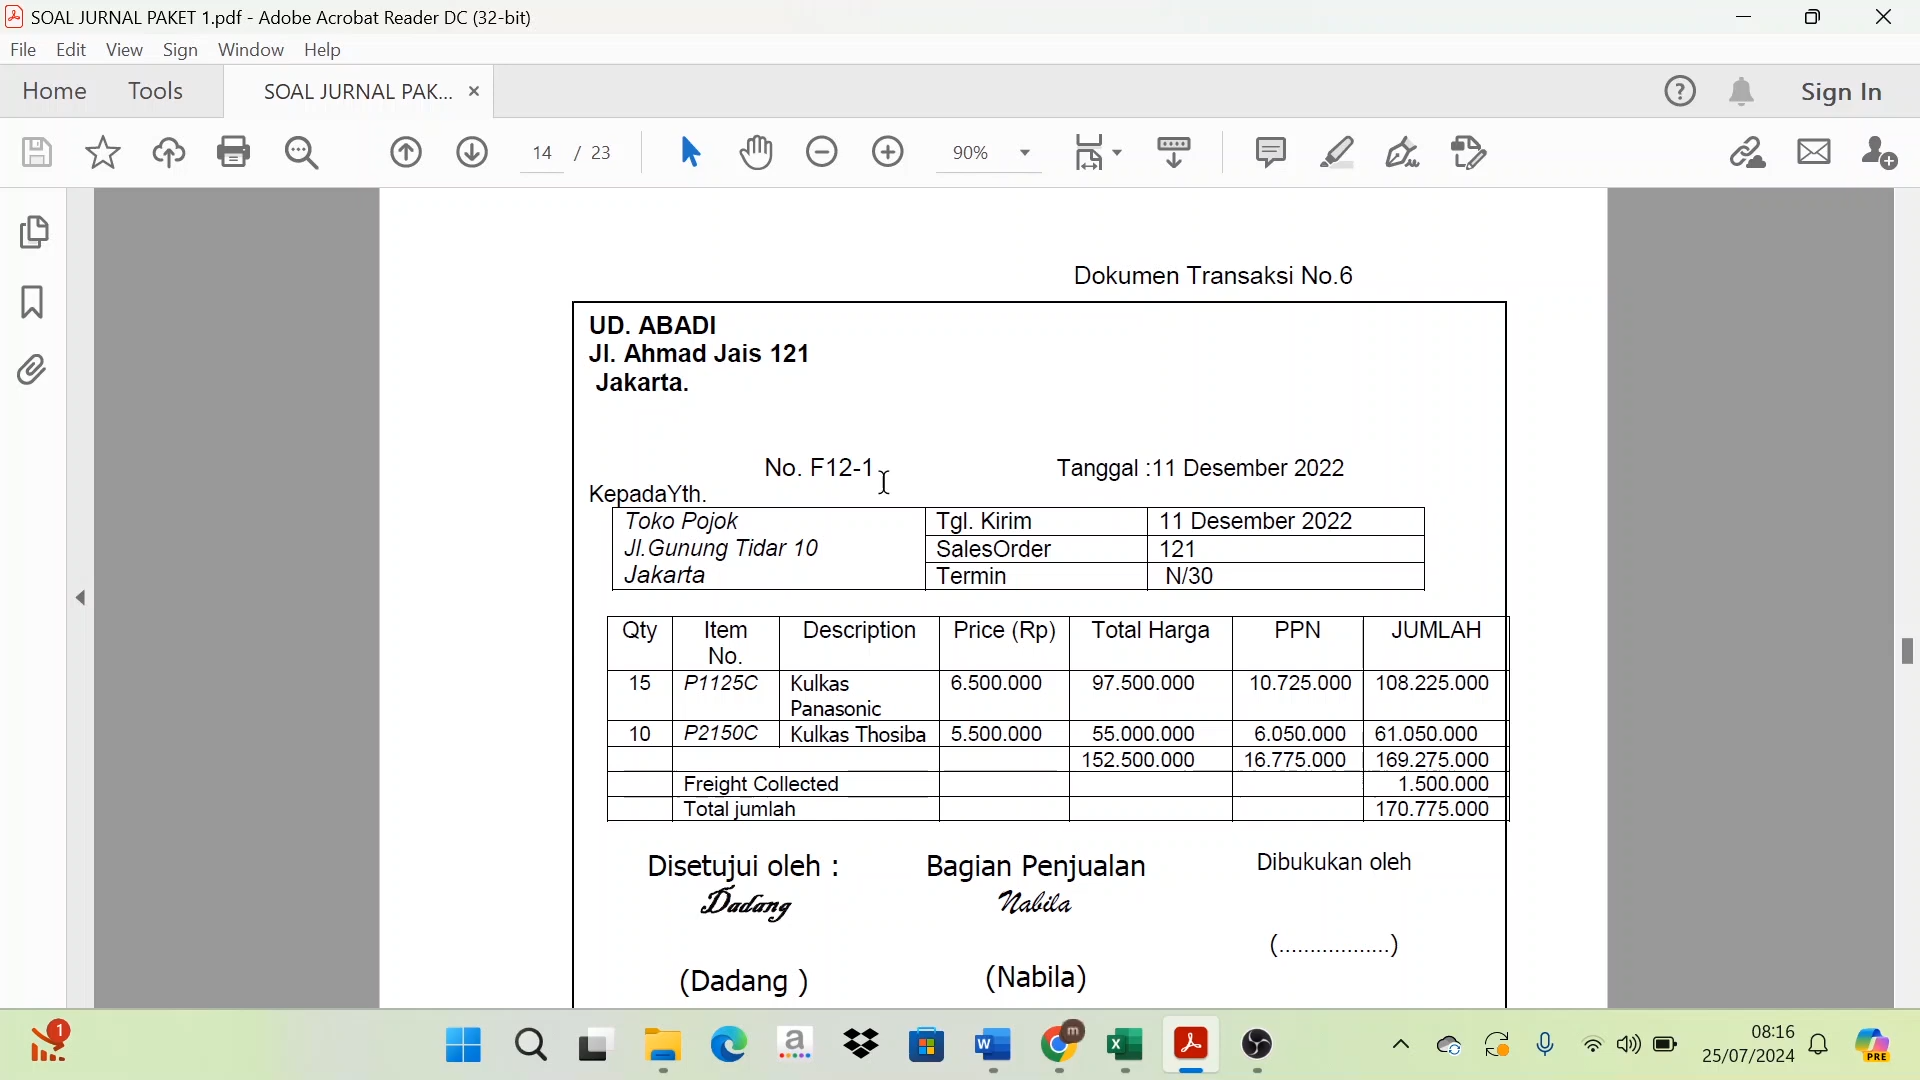 SOAL JURNAL PAKET 1.pdf - Adobe Acrobat Reader DC (32-bit)
File Edit View Sign Window Help
Home Tools SOAL JURNAL PAK... × Sign In
14 / 23 90%
Dokumen Transaksi No.6
UD. ABADI
Jl. Ahmad Jais 121
Jakarta.
No. F12-1 Tanggal :11 Desember 2022
KepadaYth.
Toko Pojok Tgl. Kirim 11 Desember 2022
Jl.Gunung Tidar 10 SalesOrder 121
Jakarta Termin N/30
Qty Item No. Description Price (Rp) Total Harga PPN JUMLAH
15 P1125C Kulkas Panasonic 6.500.000 97.500.000 10.725.000 108.225.000
10 P2150C Kulkas Thosiba 5.500.000 55.000.000 6.050.000 61.050.000
152.500.000 16.775.000 169.275.000
Freight Collected 1.500.000
Total jumlah 170.775.000
Disetujui oleh : Bagian Penjualan Dibukukan oleh
Dadang Nabila
(..................)
(Dadang ) (Nabila)
1 a W m X PRE
08:16
25/07/2024